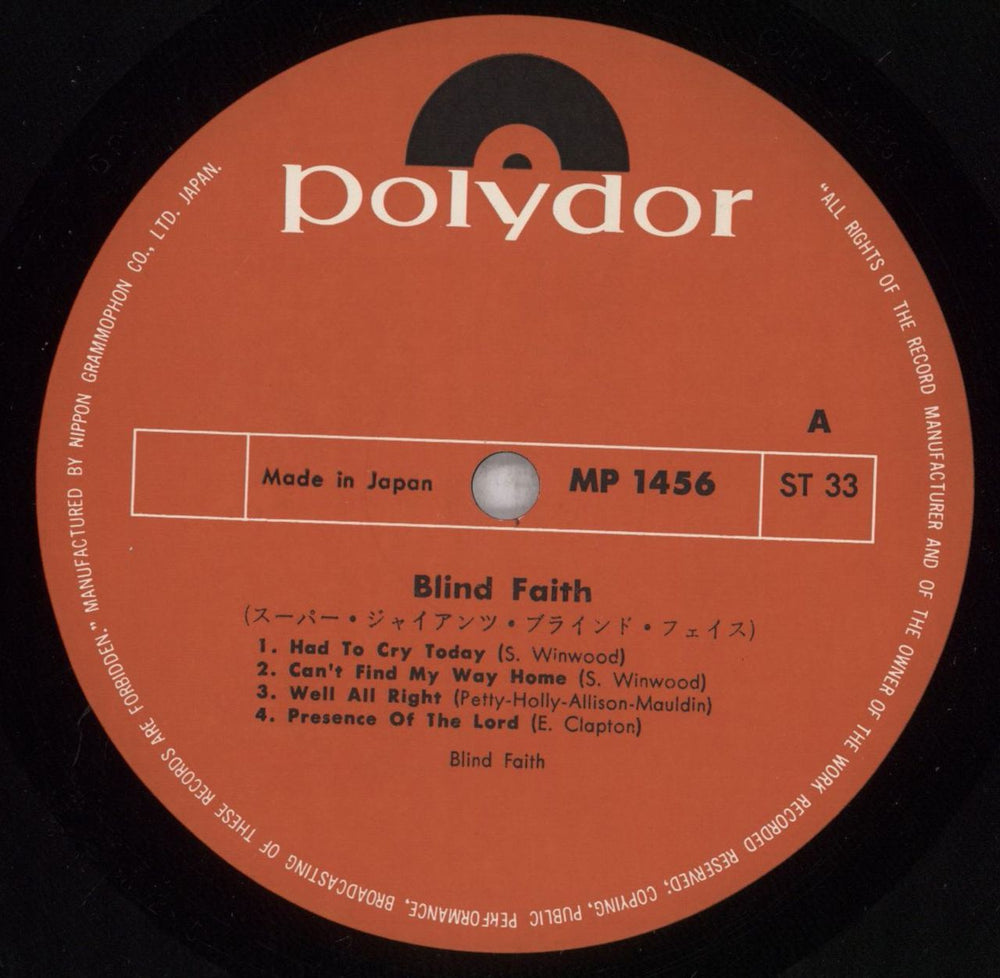 polydor
"ALL RIGHTS OF THE RECORD MANUFACTURER AND OF THE OWNER OF THE WORK RECORDED RESERVED; COPYING, PUBLIC PERFORMANCE, BROADCASTING OF THESE RECORDS ARE FORBIDDEN." MANUFACTURED BY NIPPON GRAMMOPHON CO., LTD. JAPAN.
A
Made in Japan MP 1456 ST 33
Blind Faith
(スーパー・ジャイアンツ・ブラインド・フェイス)
1. Had To Cry Today (S. Winwood)
2. Can't Find My Way Home (S. Winwood)
3. Well All Right (Petty-Holly-Allison-Mauldin)
4. Presence Of The Lord (E. Clapton)
Blind Faith